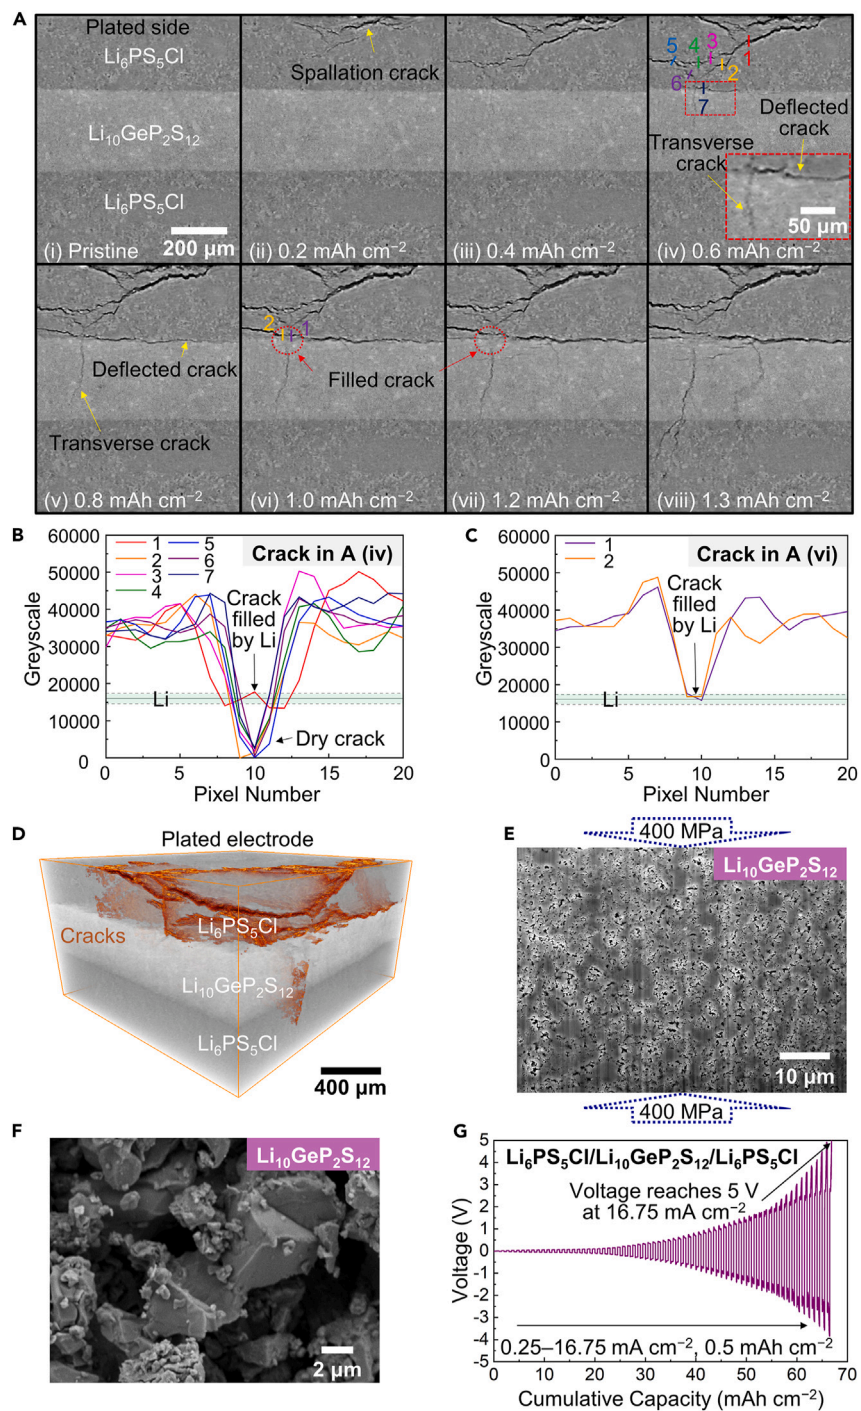 A
Plated side
Li₆PS₅Cl
Li₁₀GeP₂S₁₂
Li₆PS₅Cl
200 µm
(i) Pristine
Spallation crack
(ii) 0.2 mAh cm⁻²
(iii) 0.4 mAh cm⁻²
5 4 3 1
6 2
7
Deflected
crack
Transverse
crack
50 µm
(iv) 0.6 mAh cm⁻²
Deflected crack
Transverse crack
(v) 0.8 mAh cm⁻²
2 1
Filled crack
(vi) 1.0 mAh cm⁻²
(vii) 1.2 mAh cm⁻²
(viii) 1.3 mAh cm⁻²
B
60000
50000
40000
30000
20000
10000
0
Greyscale
1 5
2 6
3 7
4
Crack in A (iv)
Crack
filled
by Li
Li
Dry crack
0 5 10 15 20
Pixel Number
C
60000
50000
40000
30000
20000
10000
0
Greyscale
1
2
Crack in A (vi)
Crack
filled
by Li
Li
0 5 10 15 20
Pixel Number
D
Plated electrode
Li₆PS₅Cl
Cracks
Li₁₀GeP₂S₁₂
Li₆PS₅Cl
400 µm
E
400 MPa
Li₁₀GeP₂S₁₂
10 µm
400 MPa
F
Li₁₀GeP₂S₁₂
2 µm
G
5
4
3
2
1
0
-1
-2
-3
-4
-5
Voltage (V)
Li₆PS₅Cl/Li₁₀GeP₂S₁₂/Li₆PS₅Cl
Voltage reaches 5 V
at 16.75 mA cm⁻²
0.25–16.75 mA cm⁻², 0.5 mAh cm⁻²
0 10 20 30 40 50 60 70
Cumulative Capacity (mAh cm⁻²)